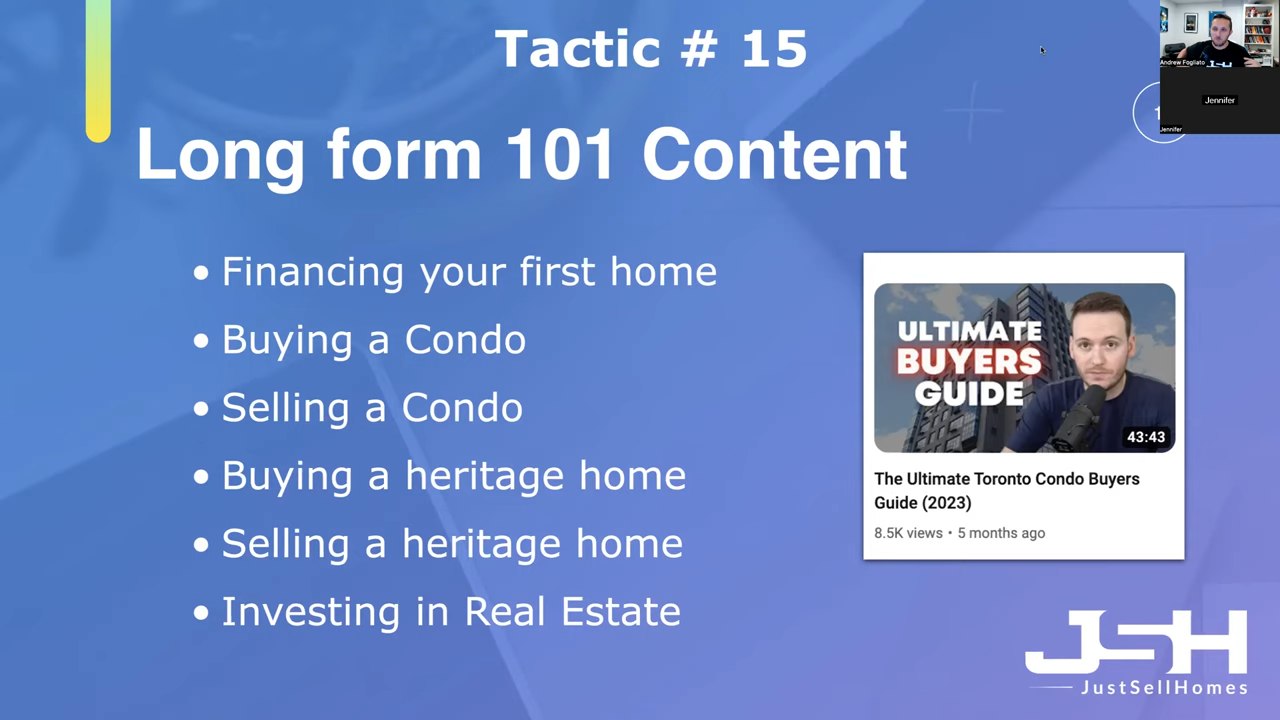 Tactic # 15
Long form 101 Content
• Financing your first home
• Buying a Condo
• Selling a Condo
• Buying a heritage home
• Selling a heritage home
• Investing in Real Estate
ULTIMATE
BUYERS
GUIDE
43:43
The Ultimate Toronto Condo Buyers
Guide (2023)
8.5K views • 5 months ago
JSH
JustSellHomes
JSH
Andrew Fogliato
Jennifer
Jennifer